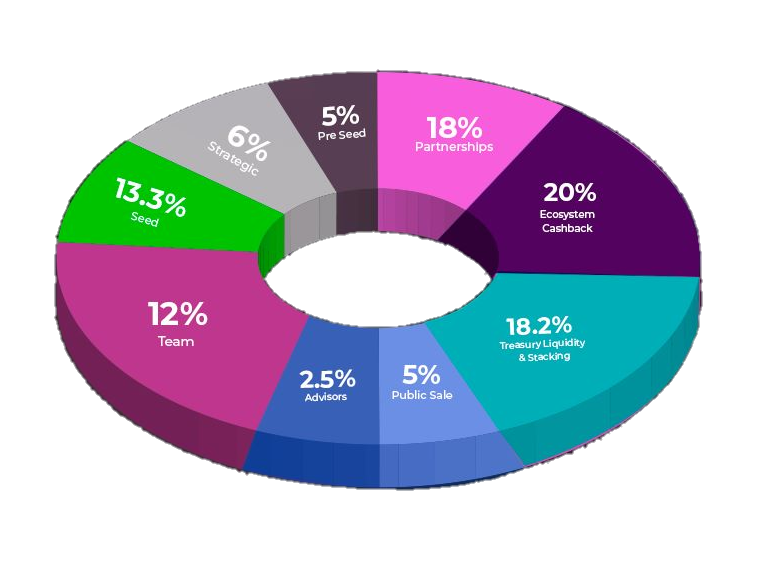 5%
Pre Seed
18%
Partnerships
6%
Strategic
20%
Ecosystem
Cashback
13.3%
Seed
12%
Team
18.2%
Treasury Liquidity
& Stacking
2.5%
Advisors
5%
Public Sale